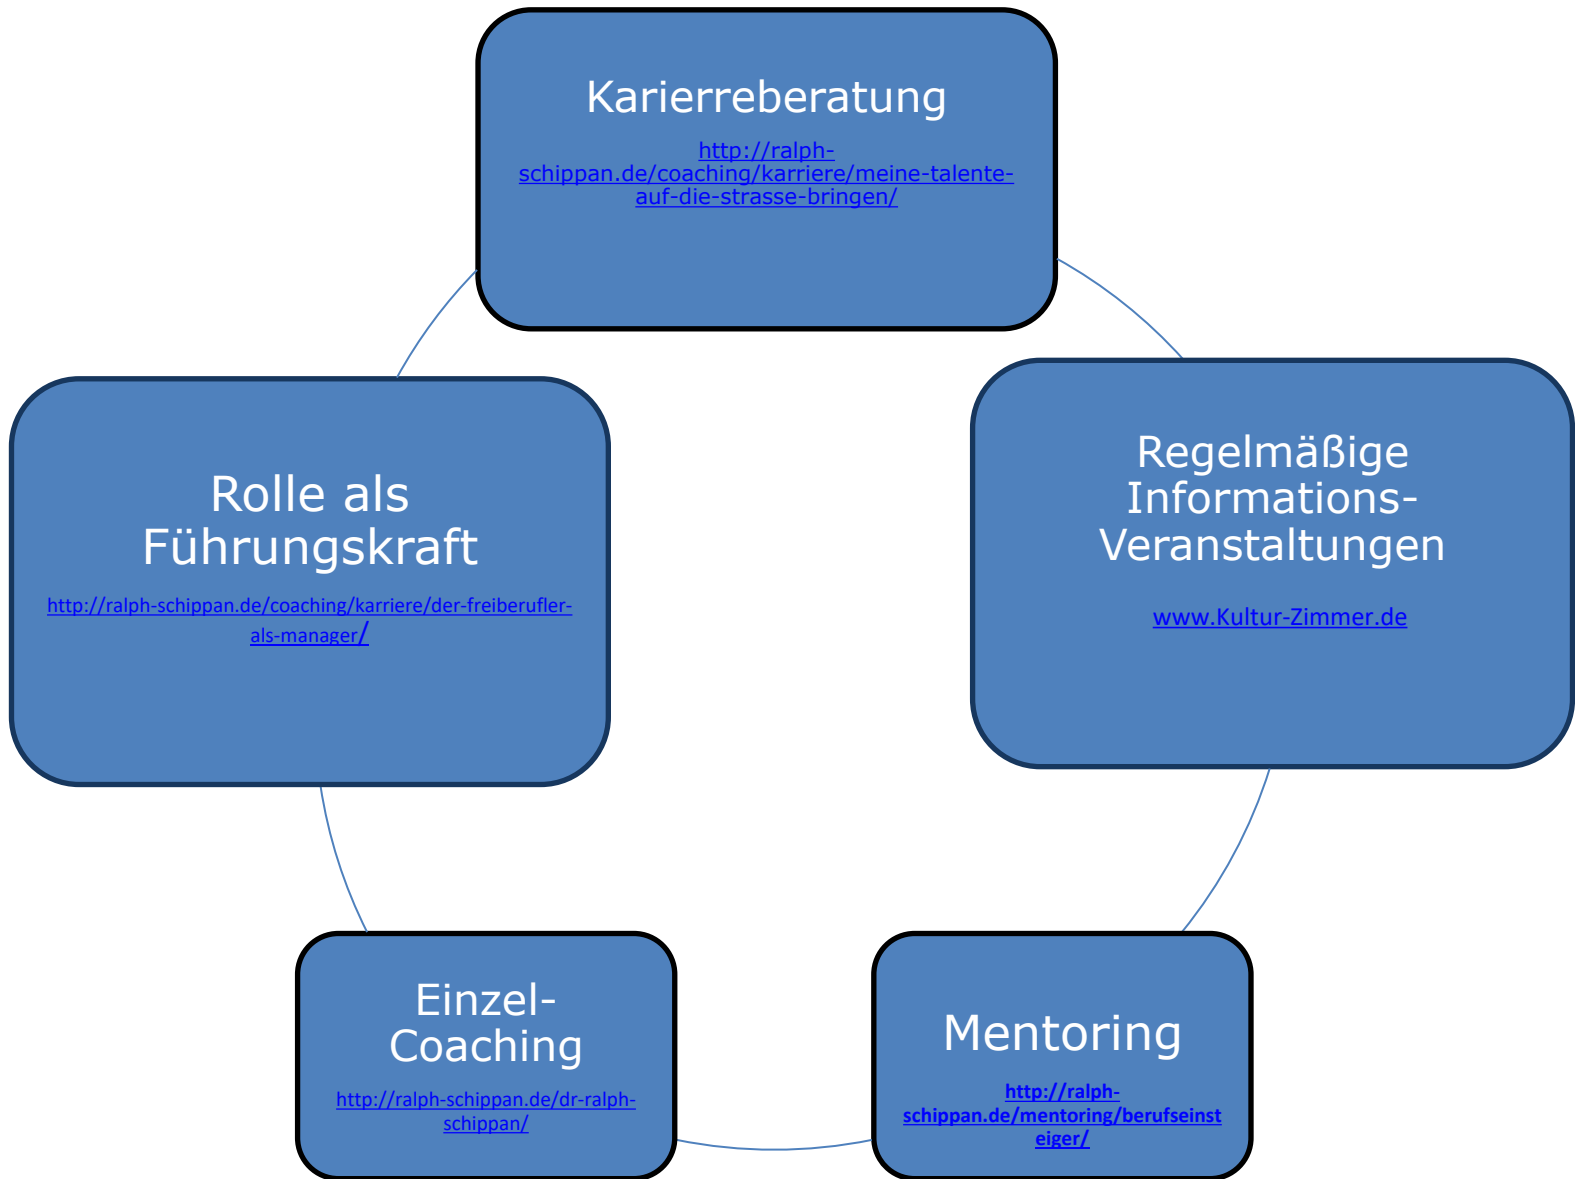 Karierreberatung
http://ralph-
schippan.de/coaching/karriere/meine-talente-
auf-die-strasse-bringen/
Regelmäßige
Informations-
Veranstaltungen
www.Kultur-Zimmer.de
Rolle als
Führungskraft
http://ralph-schippan.de/coaching/karriere/der-freiberufler-
als-manager/
Einzel-
Coaching
http://ralph-schippan.de/dr-ralph-
schippan/
Mentoring
http://ralph-
schippan.de/mentoring/berufseinst
eiger/